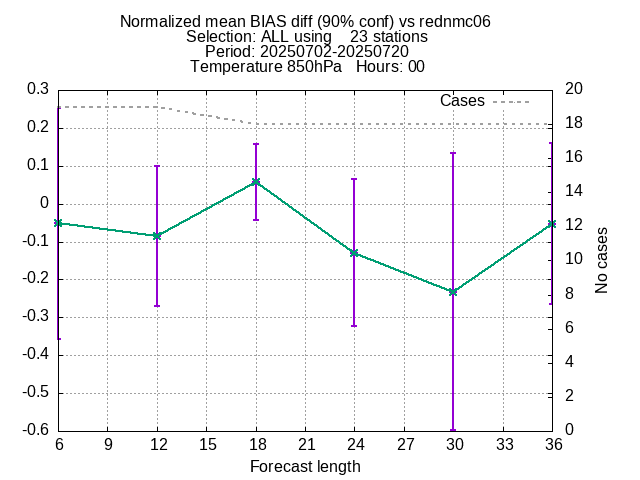 Normalized mean BIAS diff (90% conf) vs rednmc06
Selection: ALL using    23 stations
Period: 20250702-20250720
Temperature 850hPa   Hours: 00
Cases
0.3
0.2
0.1
0
-0.1
-0.2
-0.3
-0.4
-0.5
-0.6
20
18
16
14
12
10
8
6
4
2
0
No cases
6 9 12 15 18 21 24 27 30 33 36
Forecast length